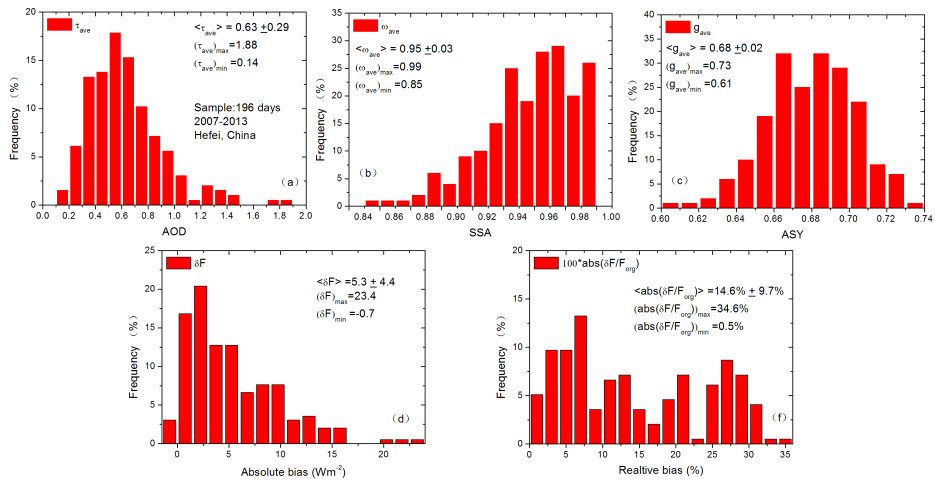 τave
<τave> = 0.63 ±0.29
(τave)max=1.88
(τave)min=0.14
Sample:196 days
2007-2013
Hefei, China
(a)
Frequency (%)
20
15
10
5
0
0.0 0.2 0.4 0.6 0.8 1.0 1.2 1.4 1.6 1.8 2.0
AOD
ωave
<ωave> = 0.95 ±0.03
(ωave)max=0.99
(ωave)min=0.85
(b)
Frequency (%)
35
30
25
20
15
10
5
0
0.84 0.86 0.88 0.90 0.92 0.94 0.96 0.98 1.00
SSA
gave
<gave> = 0.68 ±0.02
(gave)max=0.73
(gave)min=0.61
(c)
Frequency (%)
40
35
30
25
20
15
10
5
0
0.60 0.62 0.64 0.66 0.68 0.70 0.72 0.74
ASY
δF
<δF> =5.3 ± 4.4
(δF)max=23.4
(δF)min=-0.7
(d)
Frequency (%)
25
20
15
10
5
0
0 5 10 15 20
Absolute bias (Wm-2)
100*abs(δF/Forg)
<abs(δF/Forg)> =14.6% ± 9.7%
(abs(δF/Forg))max=34.6%
(abs(δF/Forg))min=0.5%
(f)
Frequency (%)
20
15
10
5
0
0 5 10 15 20 25 30 35
Realtive bias (%)